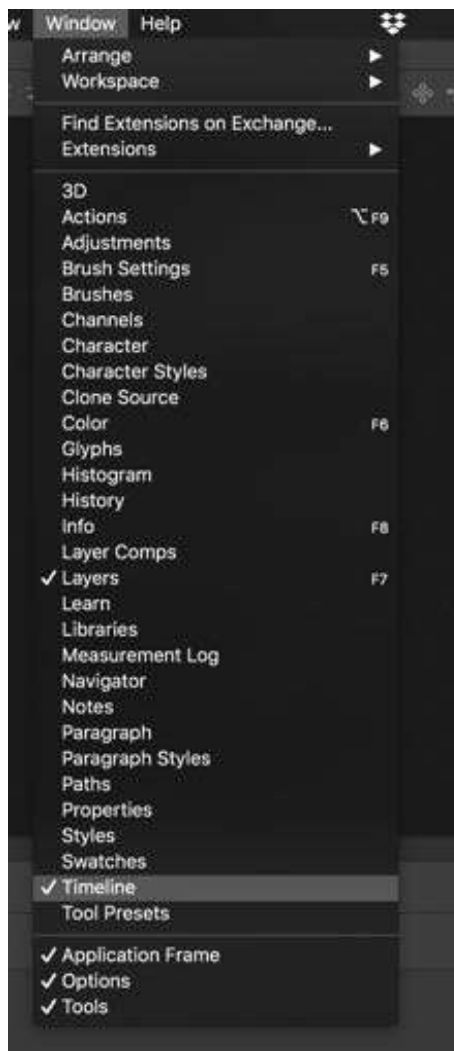 w Window Help
Arrange
Workspace
Find Extensions on Exchange...
Extensions
3D
Actions ⌥F9
Adjustments
Brush Settings F5
Brushes
Channels
Character
Character Styles
Clone Source
Color F6
Glyphs
Histogram
History
Info F8
Layer Comps
✓ Layers F7
Learn
Libraries
Measurement Log
Navigator
Notes
Paragraph
Paragraph Styles
Paths
Properties
Styles
Swatches
✓ Timeline
Tool Presets
✓ Application Frame
✓ Options
✓ Tools